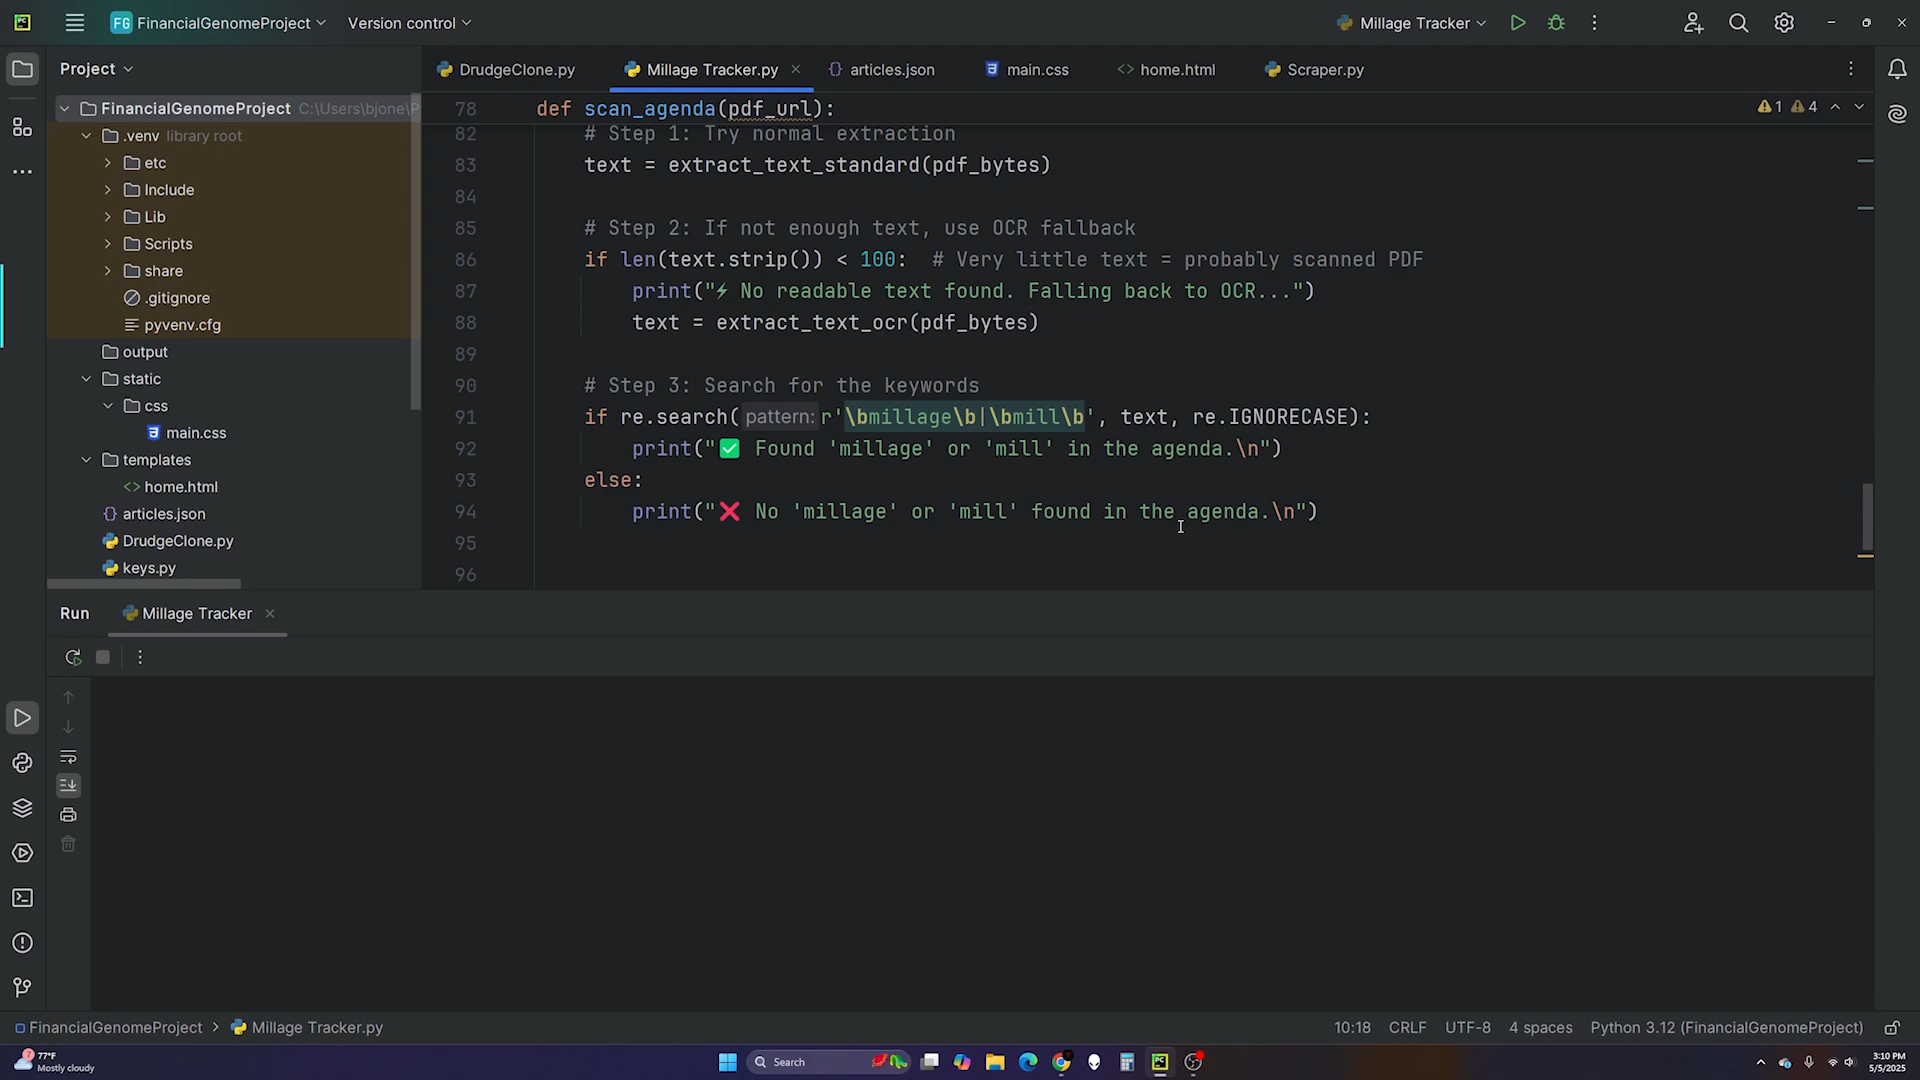 FG FinancialGenomeProject Version control Millage Tracker
Project
DrudgeClone.py Millage Tracker.py articles.json main.css home.html Scraper.py
FinancialGenomeProject C:\Users\bjone\P
.venv library root
etc
Include
Lib
Scripts
share
.gitignore
pyvenv.cfg
output
static
css
main.css
templates
home.html
articles.json
DrudgeClone.py
keys.py
78 def scan_agenda(pdf_url): 1 4
82 # Step 1: Try normal extraction
83 text = extract_text_standard(pdf_bytes)
84
85 # Step 2: If not enough text, use OCR fallback
86 if len(text.strip()) < 100: # Very little text = probably scanned PDF
87 print("⚡ No readable text found. Falling back to OCR...")
88 text = extract_text_ocr(pdf_bytes)
89
90 # Step 3: Search for the keywords
91 if re.search( pattern: r'\bmillage\b|\bmill\b', text, re.IGNORECASE):
92 print("✅ Found 'millage' or 'mill' in the agenda.\n")
93 else:
94 print("❌ No 'millage' or 'mill' found in the agenda.\n")
95
96
Run Millage Tracker
FinancialGenomeProject > Millage Tracker.py 10:18 CRLF UTF-8 4 spaces Python 3.12 (FinancialGenomeProject)
77°F
Mostly cloudy
Search
3:10 PM
5/5/2025